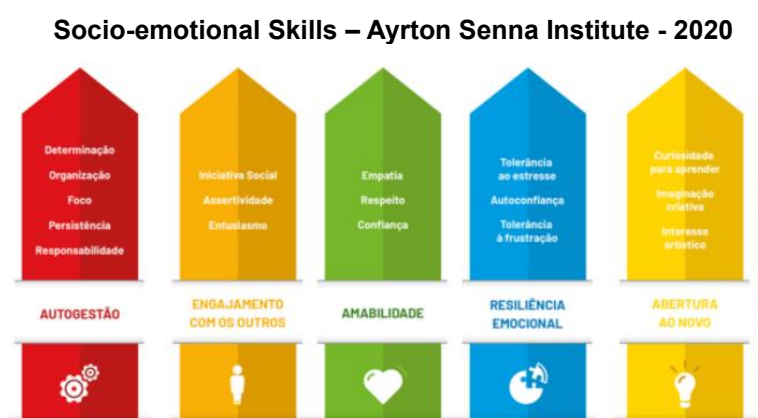 Socio-emotional Skills – Ayrton Senna Institute - 2020
Determinação
Organização
Foco
Persistência
Responsabilidade
AUTOGESTÃO
Iniciativa Social
Assertividade
Entusiasmo
ENGAJAMENTO
COM OS OUTROS
Empatia
Respeito
Confiança
AMABILIDADE
Tolerância
ao estresse
Autoconfiança
Tolerância
à frustração
RESILIÊNCIA
EMOCIONAL
Curiosidade
para aprender
Imaginação
criativa
Interesse
artístico
ABERTURA
AO NOVO